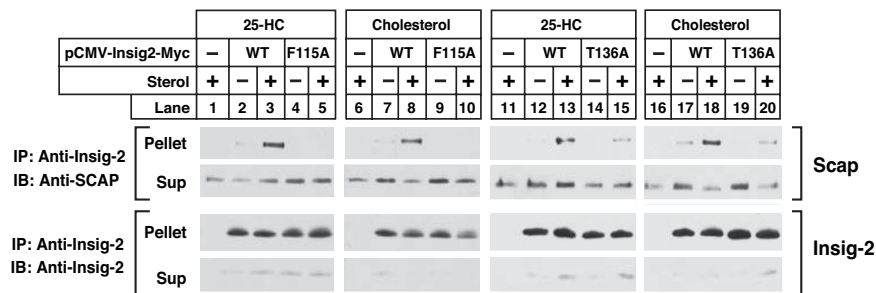 25-HC Cholesterol 25-HC Cholesterol
pCMV-Insig2-Myc – WT F115A – WT F115A – WT T136A – WT T136A
Sterol + – + – + + – + – + + – + – + + – + – +
Lane 1 2 3 4 5 6 7 8 9 10 11 12 13 14 15 16 17 18 19 20
IP: Anti-Insig-2
IB: Anti-SCAP
Pellet
Sup
Scap
IP: Anti-Insig-2
IB: Anti-Insig-2
Pellet
Sup
Insig-2